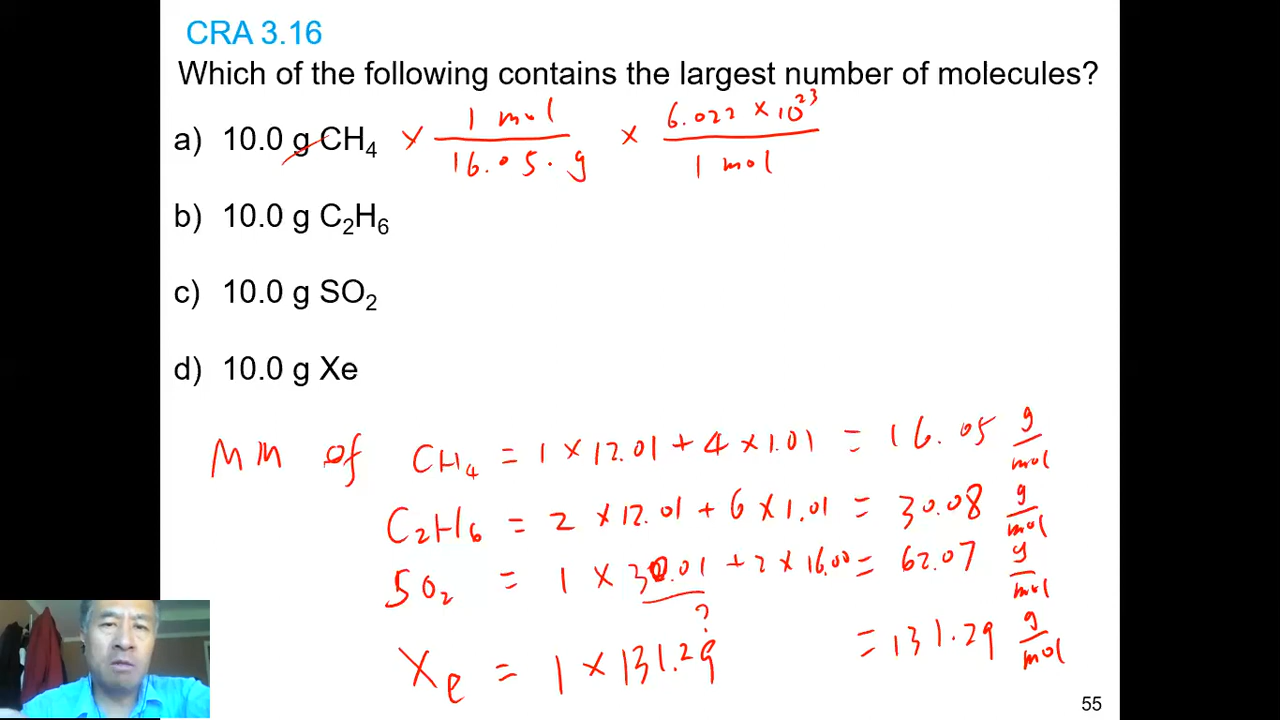 CRA 3.16
Which of the following contains the largest number of molecules?
a) 10.0 g CH₄ × 1 mol / 16.05 g × 6.022 × 10²³ / 1 mol
b) 10.0 g C₂H₆
c) 10.0 g SO₂
d) 10.0 g Xe
MM of CH₄ = 1 × 12.01 + 4 × 1.01 = 16.05 g/mol
C₂H₆ = 2 × 12.01 + 6 × 1.01 = 30.08 g/mol
SO₂ = 1 × .01 + 2 × 16.00 = 62.07 g/mol
?
Xe = 1 × 131.29 = 131.29 g/mol
55